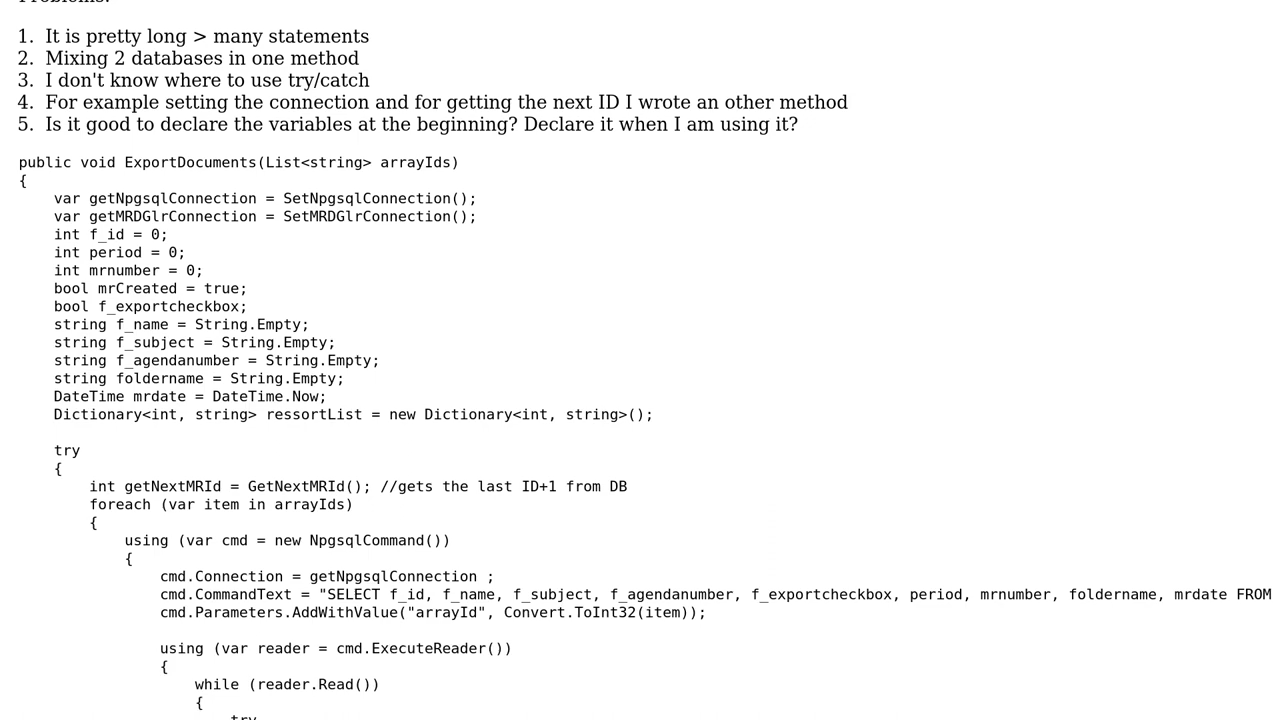 Problems:
1. It is pretty long > many statements
2. Mixing 2 databases in one method
3. I don't know where to use try/catch
4. For example setting the connection and for getting the next ID I wrote an other method
5. Is it good to declare the variables at the beginning? Declare it when I am using it?
public void ExportDocuments(List<string> arrayIds)
{
    var getNpgsqlConnection = SetNpgsqlConnection();
    var getMRDGlrConnection = SetMRDGlrConnection();
    int f_id = 0;
    int period = 0;
    int mrnumber = 0;
    bool mrCreated = true;
    bool f_exportcheckbox;
    string f_name = String.Empty;
    string f_subject = String.Empty;
    string f_agendanumber = String.Empty;
    string foldername = String.Empty;
    DateTime mrdate = DateTime.Now;
    Dictionary<int, string> ressortList = new Dictionary<int, string>();
    try
    {
        int getNextMRId = GetNextMRId(); //gets the last ID+1 from DB
        foreach (var item in arrayIds)
        {
            using (var cmd = new NpgsqlCommand())
            {
                cmd.Connection = getNpgsqlConnection ;
                cmd.CommandText = "SELECT f_id, f_name, f_subject, f_agendanumber, f_exportcheckbox, period, mrnumber, foldername, mrdate FROM
                cmd.Parameters.AddWithValue("arrayId", Convert.ToInt32(item));
                using (var reader = cmd.ExecuteReader())
                {
                    while (reader.Read())
                    {
                        try